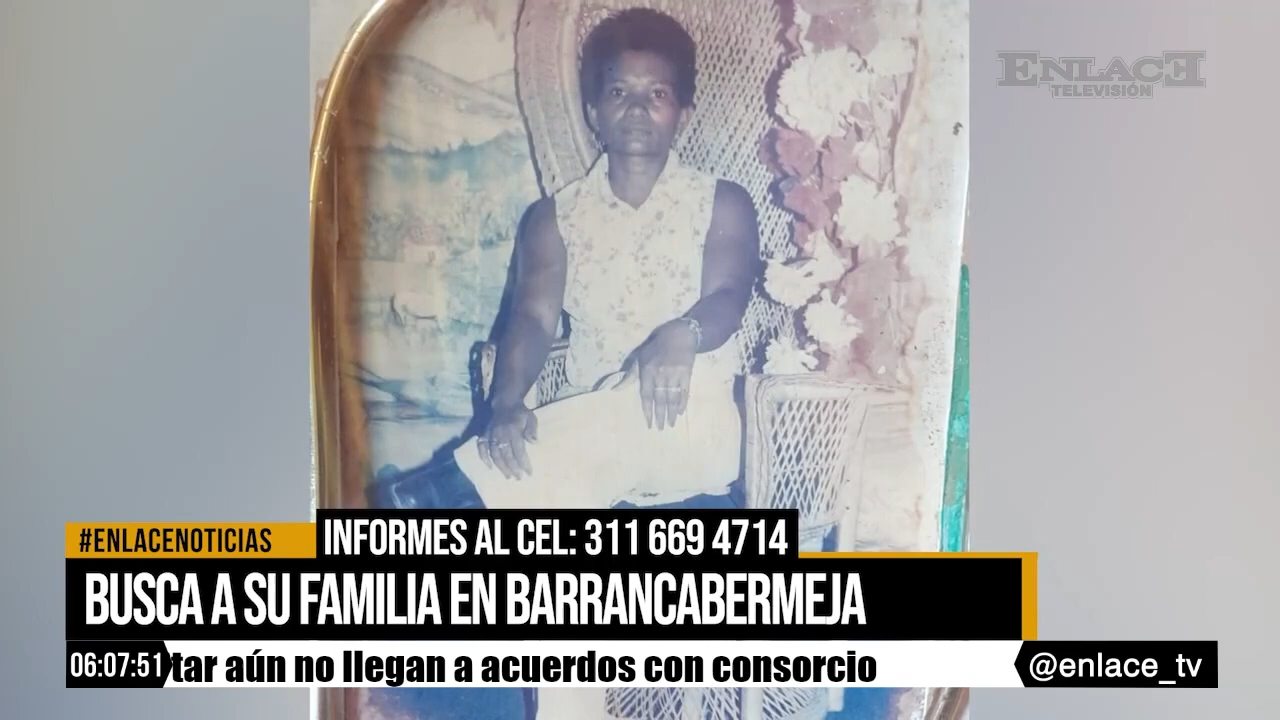 ENLACE
TELEVISIÓN
#ENLACENOTICIAS
INFORMES AL CEL: 311 669 4714
BUSCA A SU FAMILIA EN BARRANCABERMEJA
06:07:51
tar aún no llegan a acuerdos con consorcio
@enlace_tv